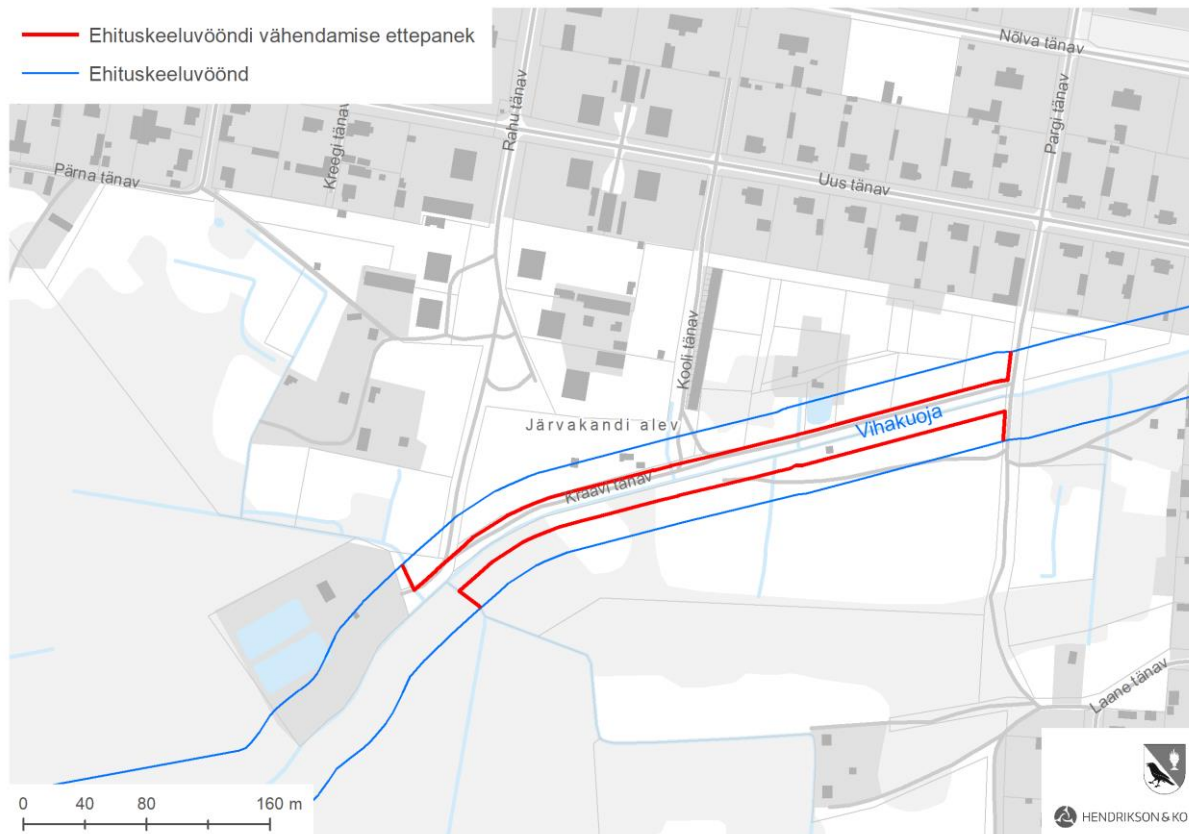 Ehituskeeluvööndi vähendamise ettepanek
Ehituskeeluvöönd
Nõlva tänav
Pargi tänav
Rahu tänav
Kreegi tänav
Pärna tänav
Uus tänav
Kooli tänav
Järvakandi alev
Vihakuoja
Kraavi tänav
Laane tänav
0 40 80 160 m
HENDRIKSON & KO